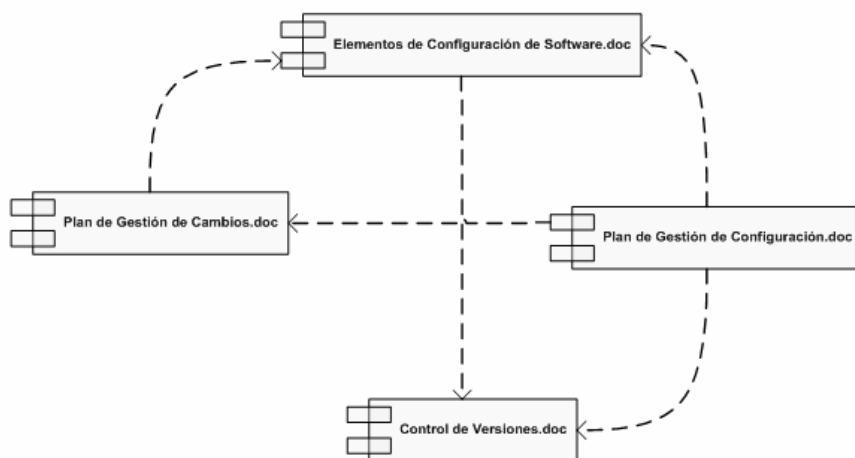 Elementos de Configuración de Software.doc
Plan de Gestión de Cambios.doc
Plan de Gestión de Configuración.doc
Control de Versiones.doc